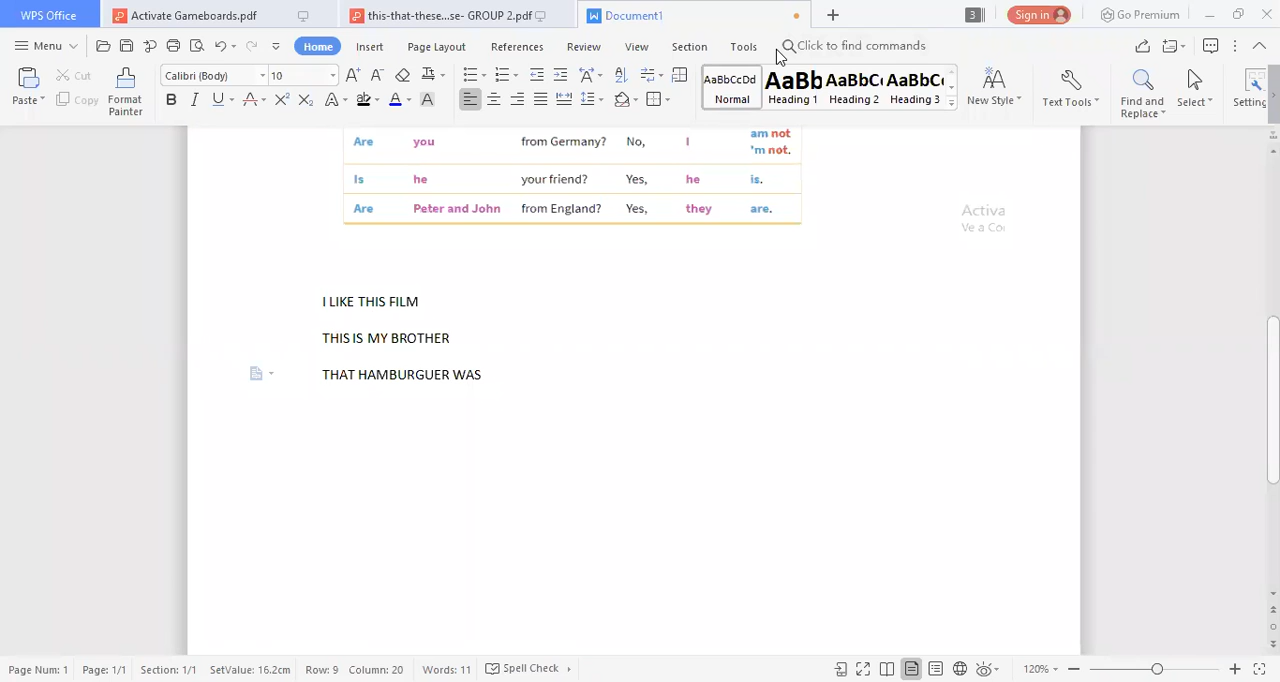 WPS Office Activate Gameboards.pdf this-that-these...se- GROUP 2.pdf Document1 3 Sign in Go Premium
Menu Home Insert Page Layout References Review View Section Tools Click to find commands
Paste Cut Copy Format Painter Calibri (Body) 10 AaBbCcDd Normal AaBb Heading 1 AaBbC Heading 2 AaBbC Heading 3 New Style Text Tools Find and Replace Select Setting
Are you from Germany? No, I am not
'm not.
Is he your friend? Yes, he is.
Are Peter and John from England? Yes, they are.
Activa
Ve a Co
I LIKE THIS FILM
THIS IS MY BROTHER
THAT HAMBURGUER WAS
Page Num: 1 Page: 1/1 Section: 1/1 SetValue: 16.2cm Row: 9 Column: 20 Words: 11 Spell Check 120%